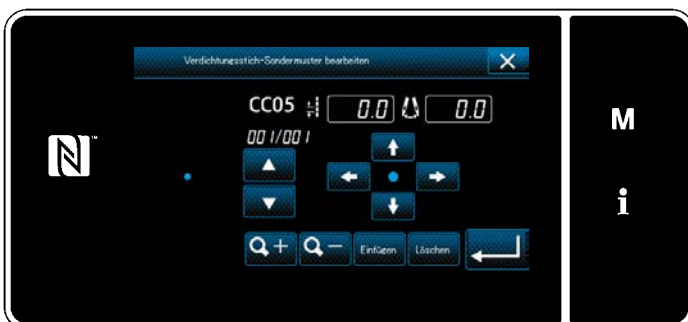 Verdichtungsstich-Sondermuster bearbeiten
CC05 0.0 0.0
001/001
Einfügen Löschen
M
i